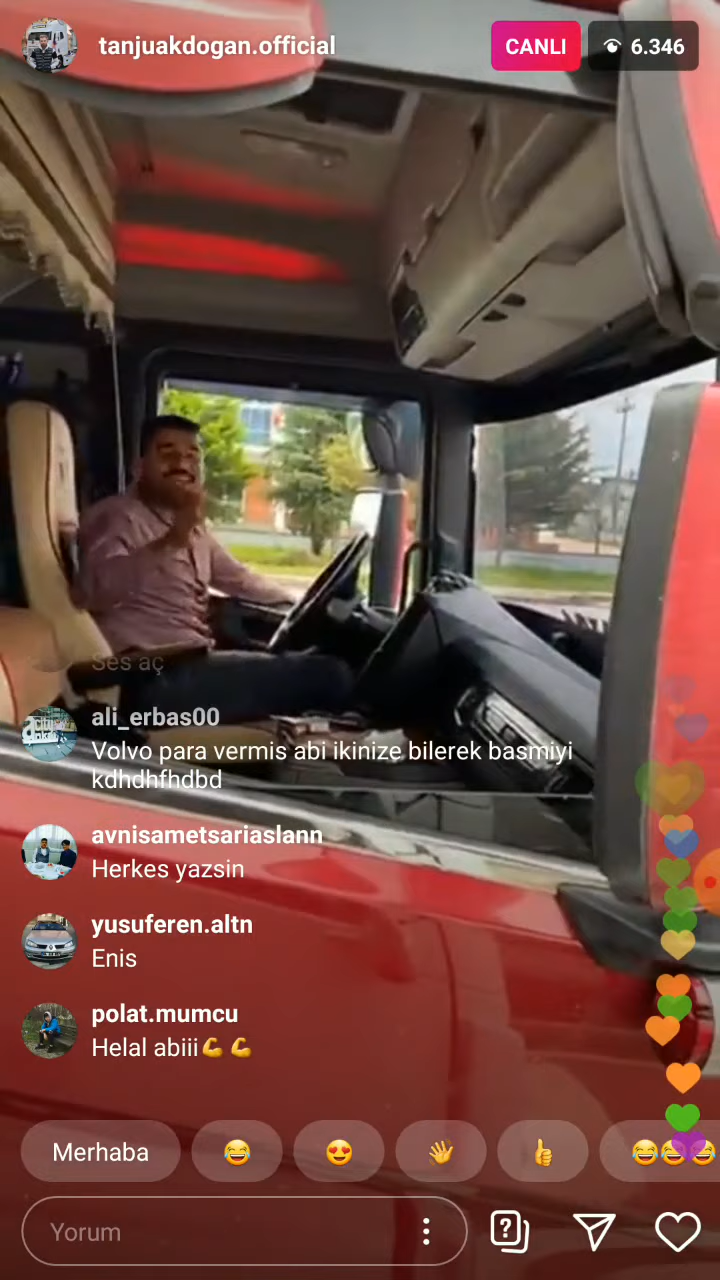 tanjuakdogan.official
CANLI
6.346
Ses aç
ali_erbas00
Volvo para vermis abi ikinize bilerek basmiyi
kdhdhfhdbd
avnisametsariaslann
Herkes yazsin
yusuferen.altn
Enis
polat.mumcu
Helal abiii💪💪
Merhaba
😂
😍
👋
👍
😂😂😂
Yorum